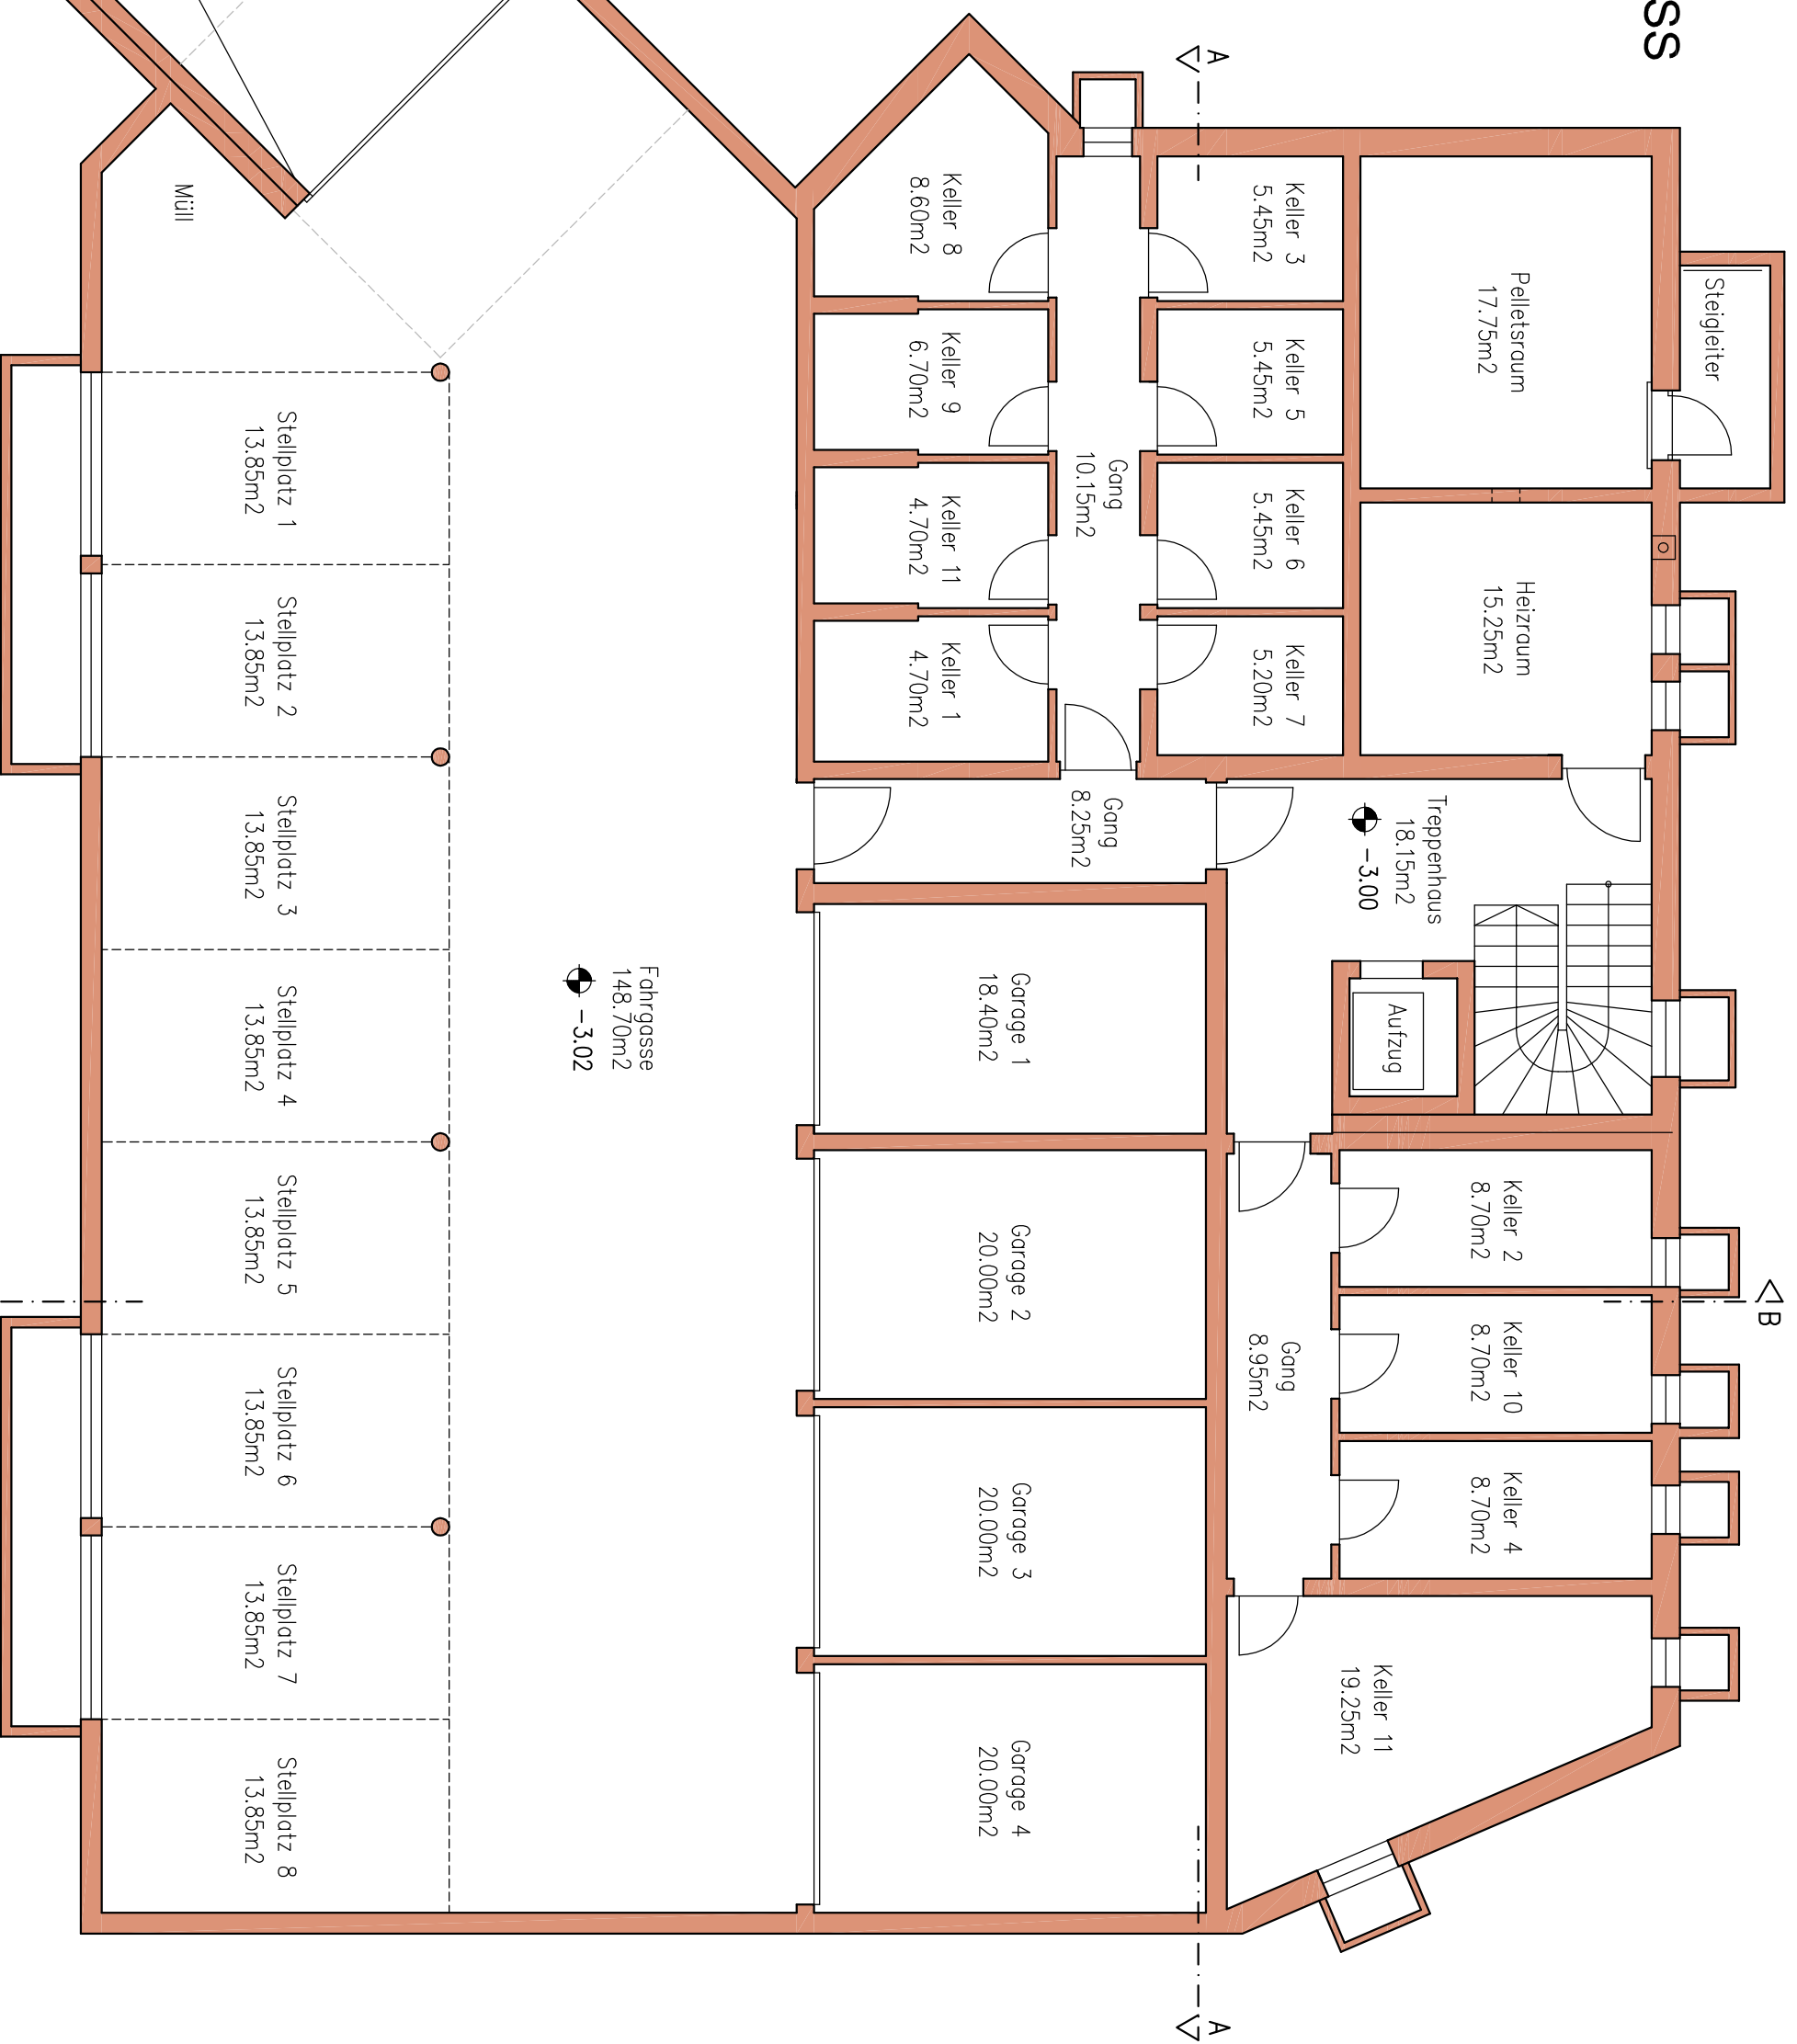 SS
A
Steigleiter
Pelletsraum
17.75m2
Heizraum
15.25m2
Keller 3
5.45m2
Keller 5
5.45m2
Keller 6
5.45m2
Keller 7
5.20m2
Gang
10.15m2
Keller 8
8.60m2
Keller 9
6.70m2
Keller 11
4.70m2
Keller 1
4.70m2
Gang
8.25m2
Treppenhaus
18.15m2
-3.00
Aufzug
Keller 2
8.70m2
Keller 10
8.70m2
Keller 4
8.70m2
B
Gang
8.95m2
Keller 11
19.25m2
Garage 1
18.40m2
Garage 2
20.00m2
Garage 3
20.00m2
Garage 4
20.00m2
A
Fahrgasse
148.70m2
-3.02
Müll
Stellplatz 1
13.85m2
Stellplatz 2
13.85m2
Stellplatz 3
13.85m2
Stellplatz 4
13.85m2
Stellplatz 5
13.85m2
Stellplatz 6
13.85m2
Stellplatz 7
13.85m2
Stellplatz 8
13.85m2